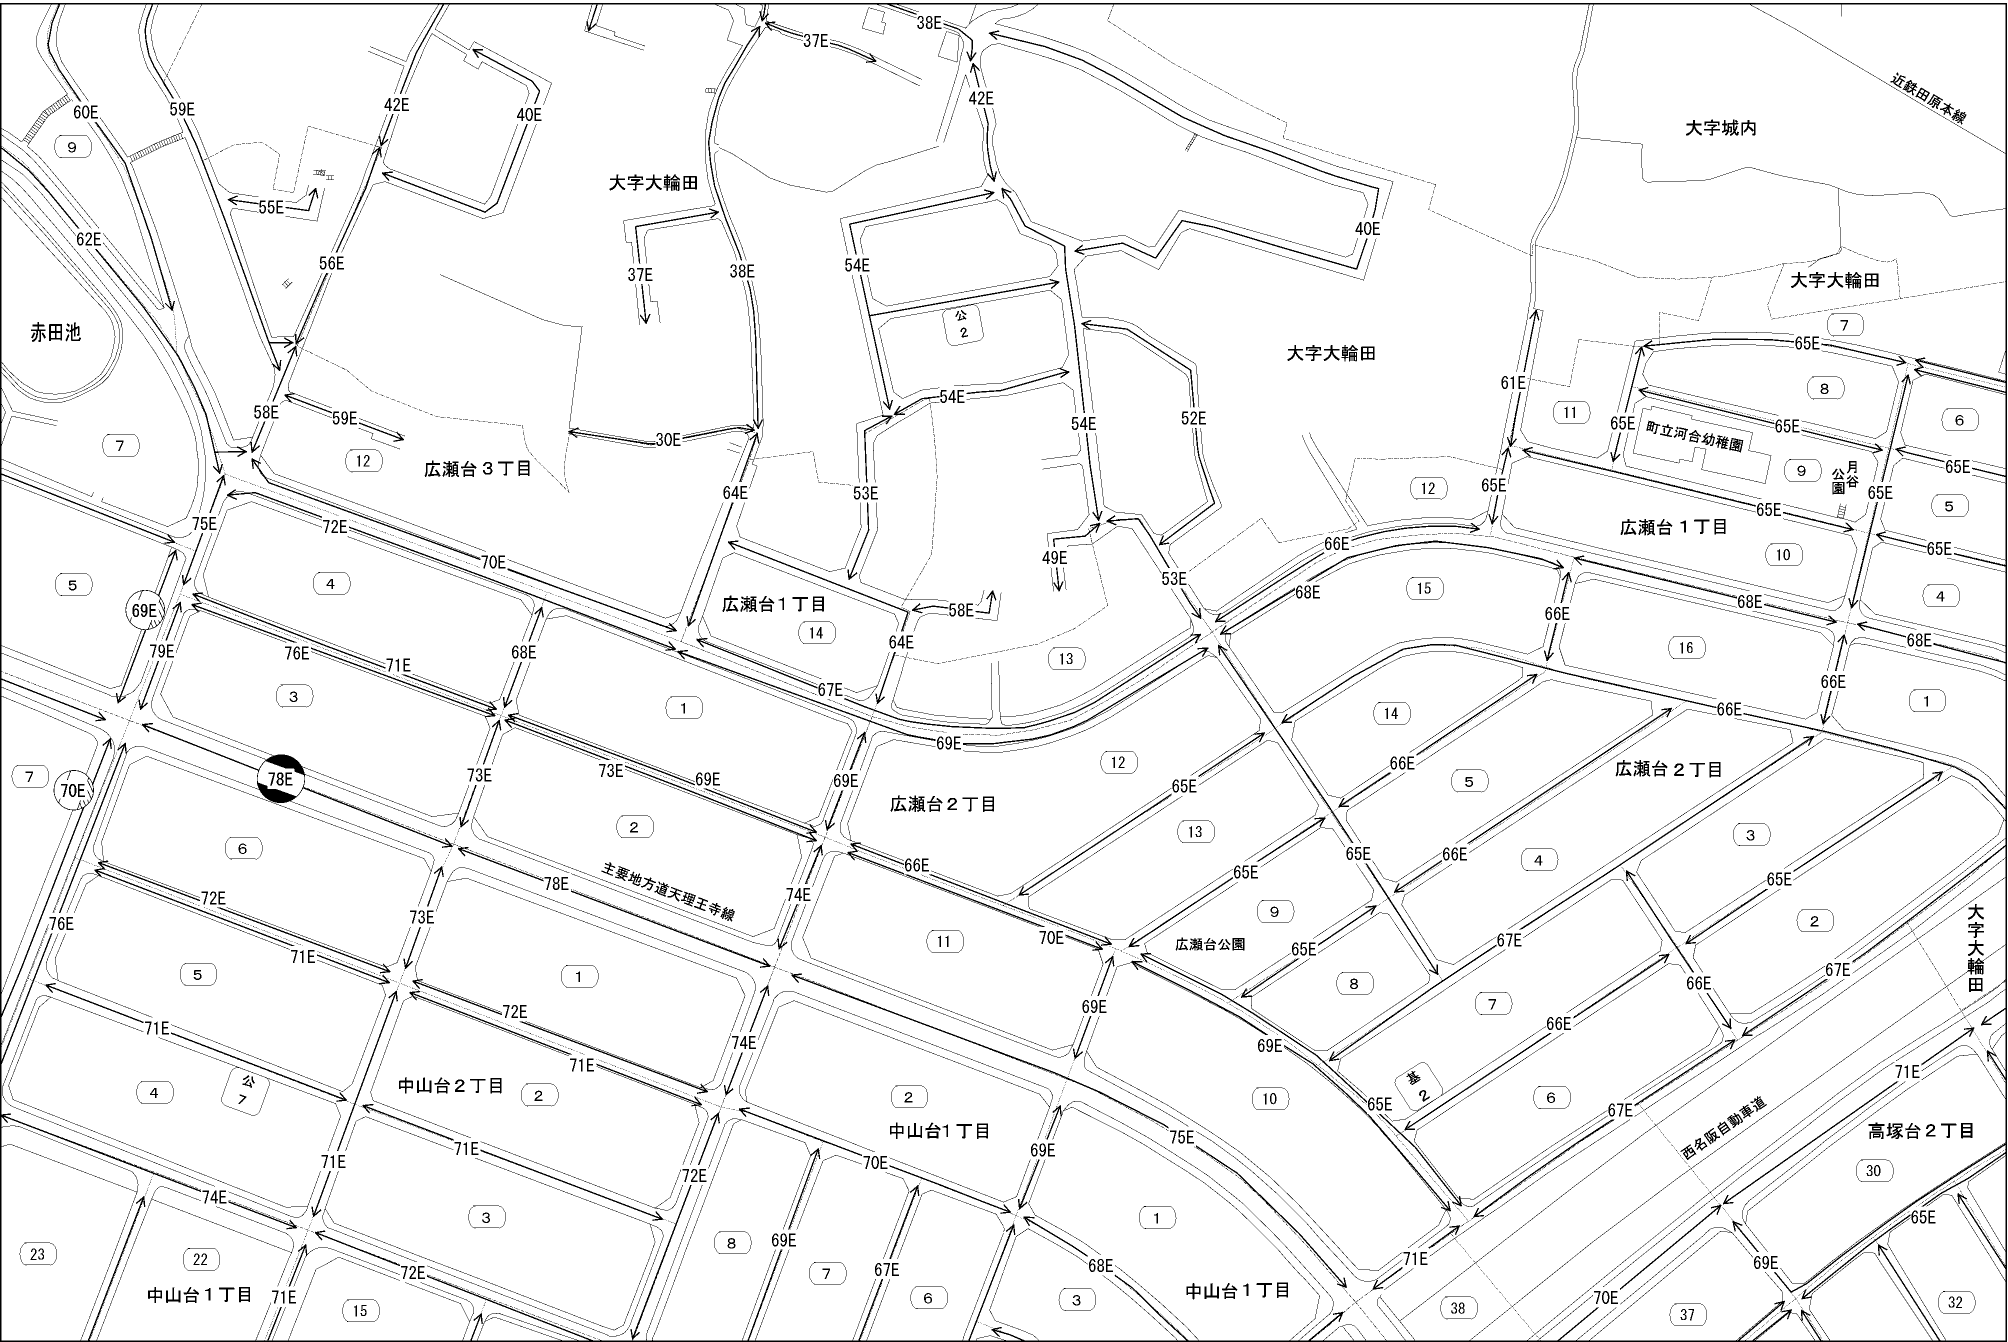 38E
37E
近鉄田原本線
60E
59E
42E
40E
42E
大字城内
9
大字大輪田
55E
40E
62E
56E
37E
38E
54E
大字大輪田
赤田池
公
2
大字大輪田
7
65E
61E
8
58E
59E
54E
52E
11
65E
65E
6
町立河合幼稚園
7
12
広瀬台３丁目
30E
54E
9
月谷
公園
65E
64E
53E
12
65E
65E
5
75E
72E
65E
広瀬台１丁目
70E
49E
66E
10
65E
5
4
53E
15
68E
4
69E
広瀬台１丁目
58E
68E
66E
14
64E
68E
79E
76E
71E
68E
13
16
66E
3
67E
1
14
66E
1
69E
12
66E
7
78E
73E
73E
69E
69E
5
広瀬台２丁目
70E
広瀬台２丁目
65E
2
13
3
6
66E
65E
66E
4
主要地方道天理王寺線
78E
65E
65E
72E
74E
9
76E
73E
11
70E
広瀬台公園
65E
67E
2
大字大輪田
71E
5
1
8
66E
67E
72E
69E
7
71E
74E
69E
66E
71E
71E
4
公
7
中山台２丁目
2
2
10
65E
基
2
6
67E
71E
西名阪自動車道
中山台１丁目
75E
高塚台２丁目
71E
71E
72E
70E
69E
30
74E
3
1
65E
23
22
69E
8
7
67E
68E
71E
69E
72E
中山台１丁目
71E
15
6
3
中山台１丁目
38
70E
37
32